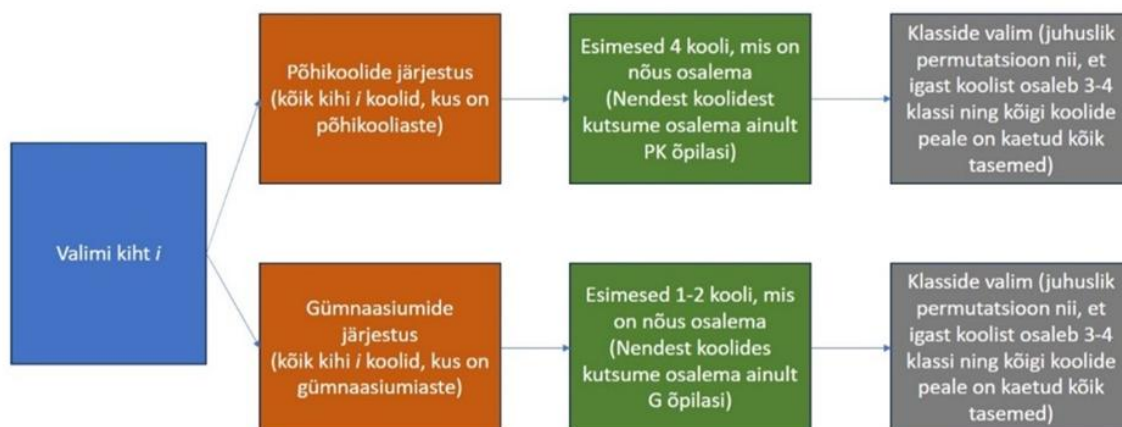 Valimi kiht i
Põhikoolide järjestus
(kõik kihi i koolid, kus on
põhikooliaste)
Esimesed 4 kooli, mis on
nõus osalema
(Nendest koolidest
kutsume osalema ainult
PK õpilasi)
Klasside valim (juhuslik
permutatsioon nii, et
igast koolist osaleb 3-4
klassi ning kõigi koolide
peale on kaetud kõik
tasemed)
Gümnaasiumide
järjestus
(kõik kihi i koolid, kus on
gümnaasiumiaste)
Esimesed 1-2 kooli, mis
on nõus osalema
(Nendest koolides
kutsume osalema ainult
G õpilasi)
Klasside valim (juhuslik
permutatsioon nii, et
igast koolist osaleb 3-4
klassi ning kõigi koolide
peale on kaetud kõik
tasemed)